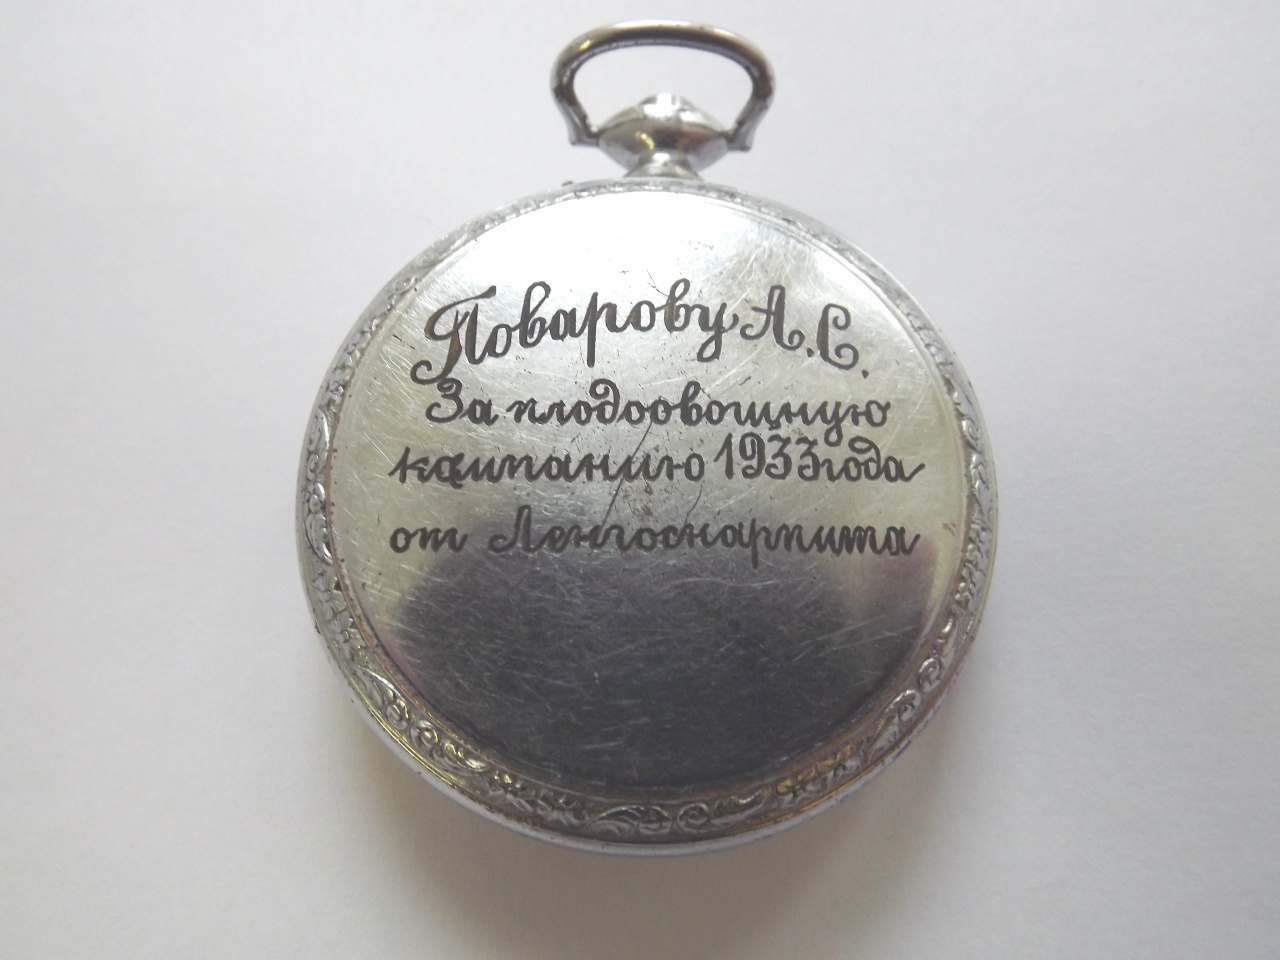 Поварову А.С.
За плодоовощную
кампанию 1933 года
от Ленгоснарпита